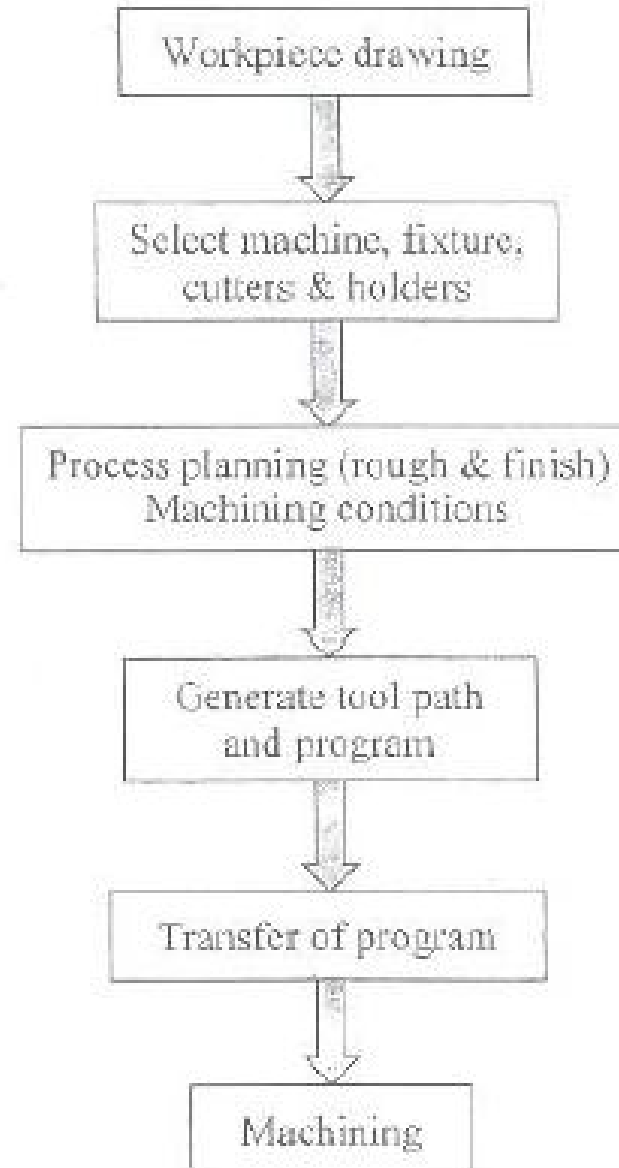 Workpiece drawing
Select machine, fixture,
cutters & holders
Process planning (rough & finish)
Machining conditions
Generate tool path
and program
Transfer of program
Machining